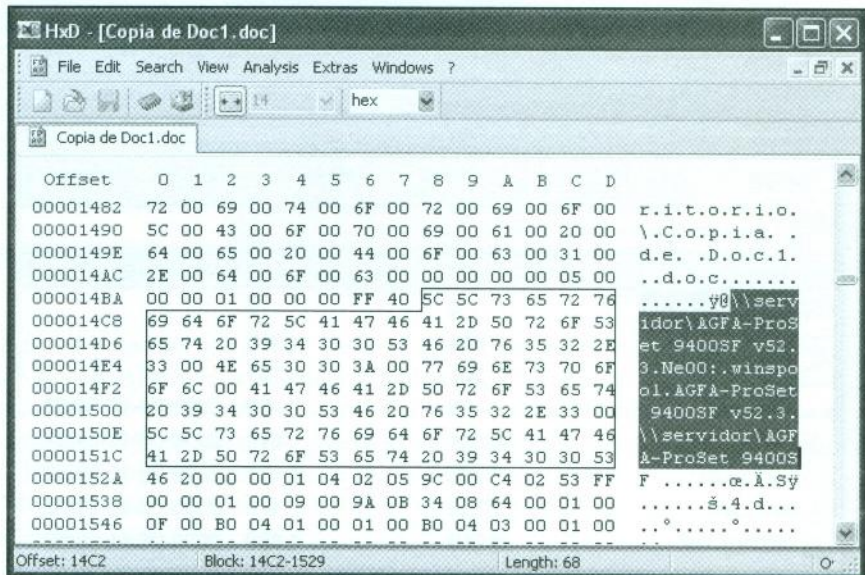 HxD - [Copia de Doc1.doc]
File Edit Search View Analysis Extras Windows ?
14 hex
Copia de Doc1.doc
Offset 0 1 2 3 4 5 6 7 8 9 A B C D
00001482 72 00 69 00 74 00 6F 00 72 00 69 00 6F 00 r.i.t.o.r.i.o.
00001490 5C 00 43 00 6F 00 70 00 69 00 61 00 20 00 \.C.o.p.i.a. .
0000149E 64 00 65 00 20 00 44 00 6F 00 63 00 31 00 d.e. .D.o.c.1.
000014AC 2E 00 64 00 6F 00 63 00 00 00 00 00 05 00 ..d.o.c.......
000014BA 00 00 01 00 00 00 FF 40 5C 5C 73 65 72 76 ......ÿ@\\serv
000014C8 69 64 6F 72 5C 41 47 46 41 2D 50 72 6F 53 idor\AGFA-ProS
000014D6 65 74 20 39 34 30 30 53 46 20 76 35 32 2E et 9400SF v52.
000014E4 33 00 4E 65 30 30 3A 00 77 69 6E 73 70 6F 3.Ne00:.winspo
000014F2 6F 6C 00 41 47 46 41 2D 50 72 6F 53 65 74 ol.AGFA-ProSet
00001500 20 39 34 30 30 53 46 20 76 35 32 2E 33 00 9400SF v52.3.
0000150E 5C 5C 73 65 72 76 69 64 6F 72 5C 41 47 46 \\servidor\AGF
0000151C 41 2D 50 72 6F 53 65 74 20 39 34 30 30 53 A-ProSet 9400S
0000152A 46 20 00 00 01 04 02 05 9C 00 C4 02 53 FF F ......œ.Ä.Sÿ
00001538 00 00 01 00 09 00 9A 0B 34 08 64 00 01 00 ......š.4.d...
00001546 0F 00 B0 04 01 00 01 00 B0 04 03 00 01 00 ..°.....°.....
Offset: 14C2 Block: 14C2-1529 Length: 68